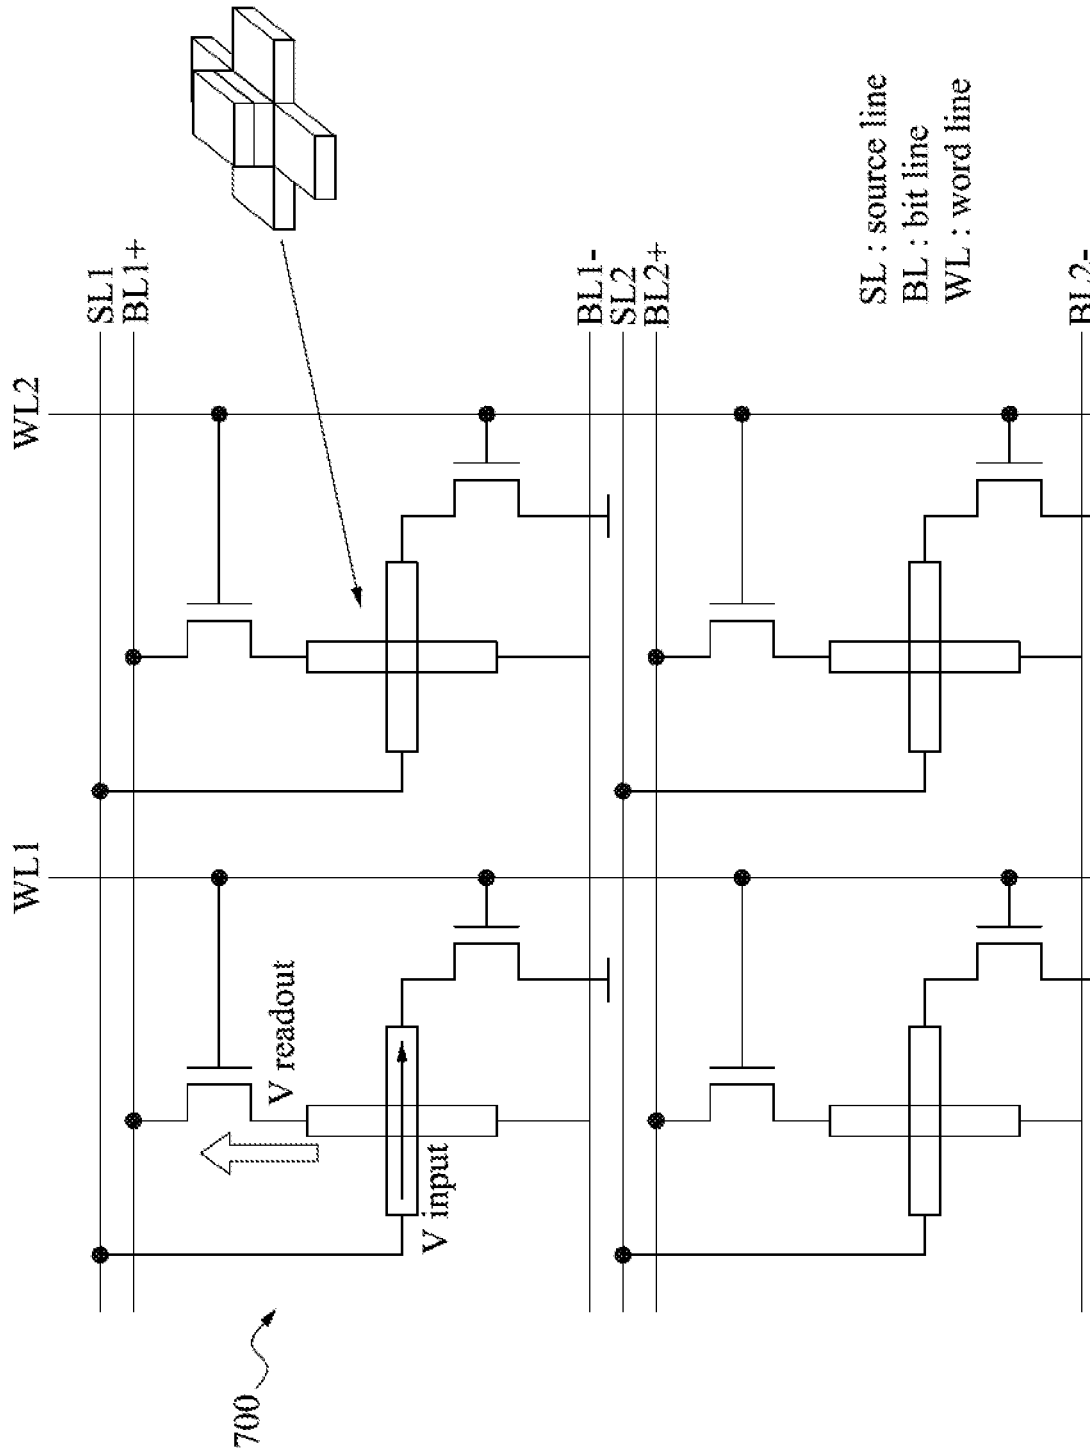 700
WL1
WL2
SL1
BL1+
V readout
V input
BL1-
SL2
BL2+
BL2-
SL : source line
BL : bit line
WL : word line